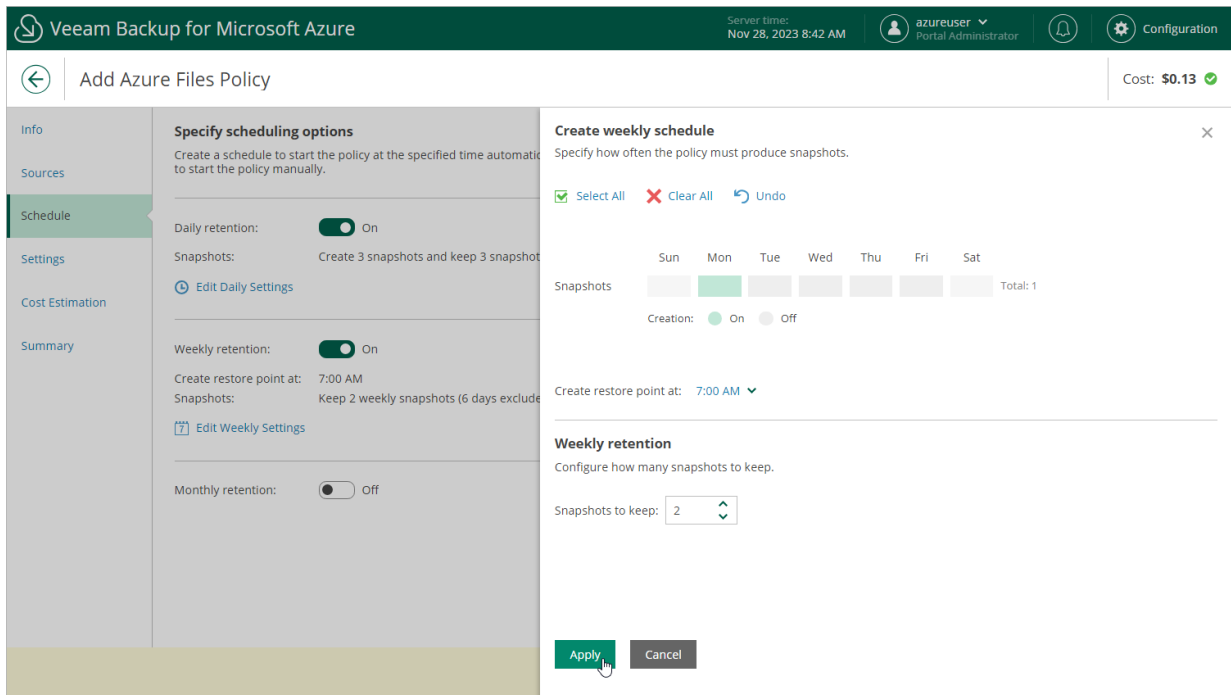 Veeam Backup for Microsoft Azure
Server time:
Nov 28, 2023 8:42 AM
azureuser
Portal Administrator
Configuration
Add Azure Files Policy
Cost: $0.13
Info
Sources
Schedule
Settings
Cost Estimation
Summary
Specify scheduling options
Create a schedule to start the policy at the specified time automatic
to start the policy manually.
Daily retention: On
Snapshots: Create 3 snapshots and keep 3 snapshot
Edit Daily Settings
Weekly retention: On
Create restore point at: 7:00 AM
Snapshots: Keep 2 weekly snapshots (6 days exclude
7 Edit Weekly Settings
Monthly retention: Off
Create weekly schedule
Specify how often the policy must produce snapshots.
Select All Clear All Undo
Sun Mon Tue Wed Thu Fri Sat
Snapshots Total: 1
Creation: On Off
Create restore point at: 7:00 AM
Weekly retention
Configure how many snapshots to keep.
Snapshots to keep: 2
Apply Cancel